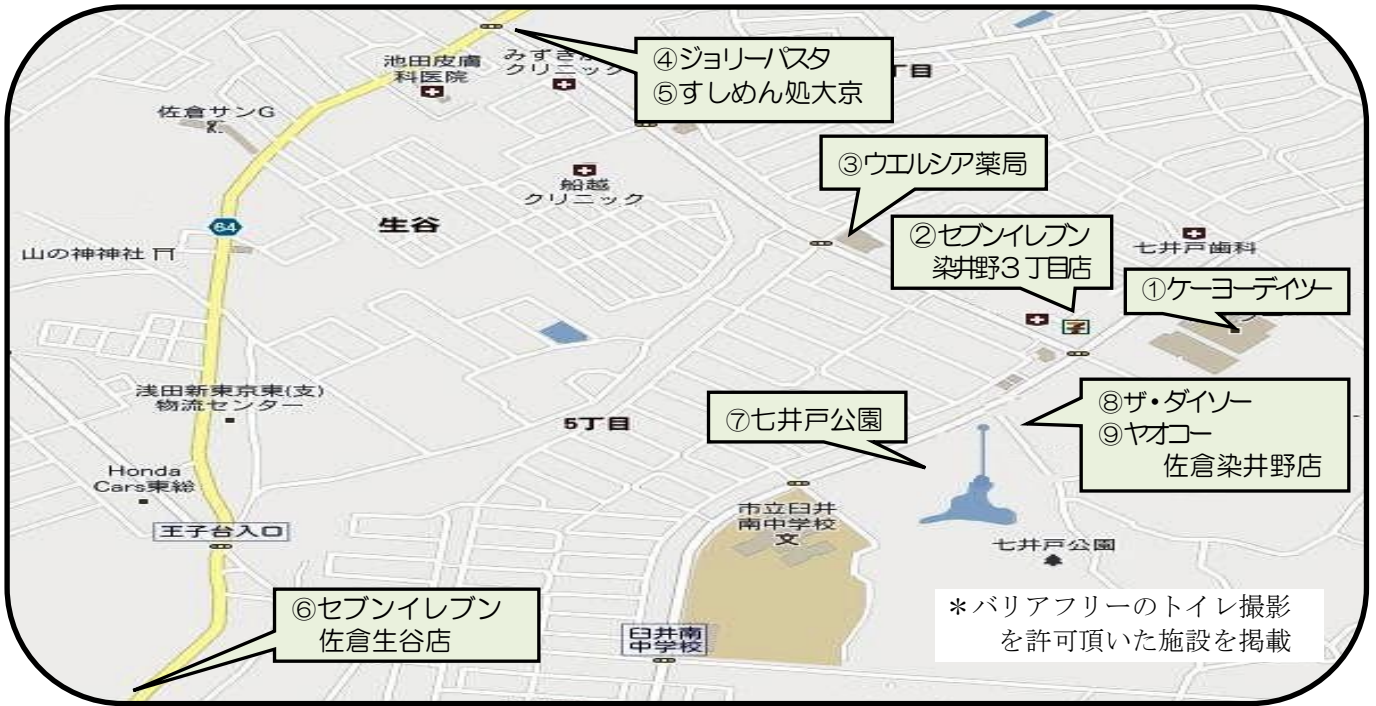 ④ジョリーパスタ
⑤すしめん処大京
池田皮膚
科医院
クリニック
丁目
佐倉サンG
③ウエルシア薬局
船越
クリニック
64
生谷
②セブンイレブン
染井野3丁目店
七井戸歯科
山の神神社
①ケーヨーデイツー
浅田新東京東(支)
物流センター
5丁目
⑦七井戸公園
⑧ザ・ダイソー
⑨ヤオコー
佐倉染井野店
Honda
Cars東総
王子台入口
市立臼井
南中学校
文
七井戸公園
⑥セブンイレブン
佐倉生谷店
臼井南
中学校
＊バリアフリーのトイレ撮影
を許可頂いた施設を掲載